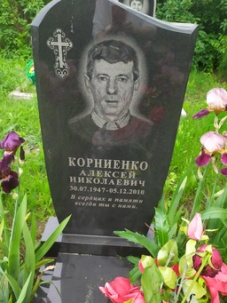 КОРНИЕНКО
АЛЕКСЕЙ
НИКОЛАЕВИЧ
30.07.1947-05.12.2010
В сердцах и памяти
всегда ты с нами.